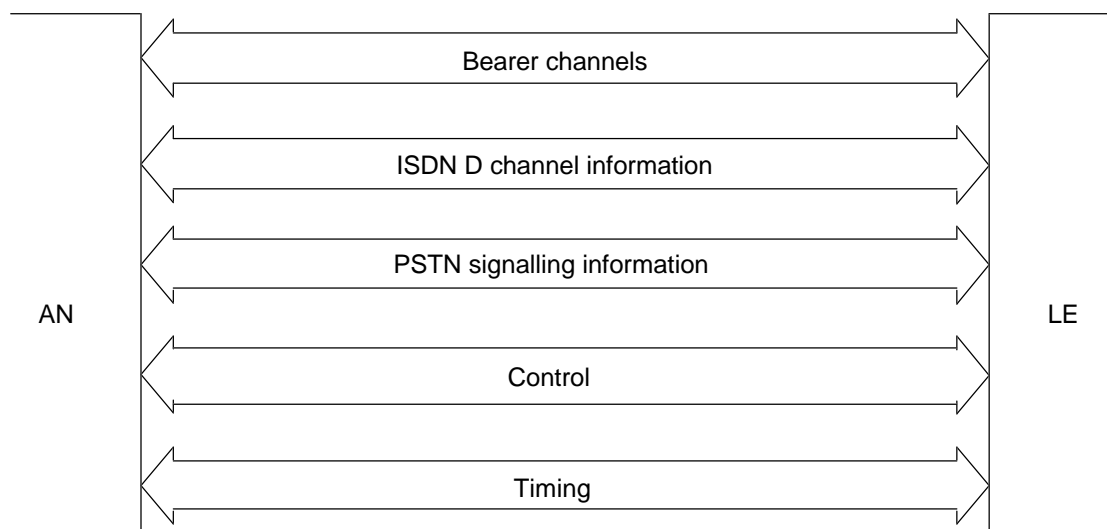 Bearer channels
ISDN D channel information
PSTN signalling information
AN
LE
Control
Timing